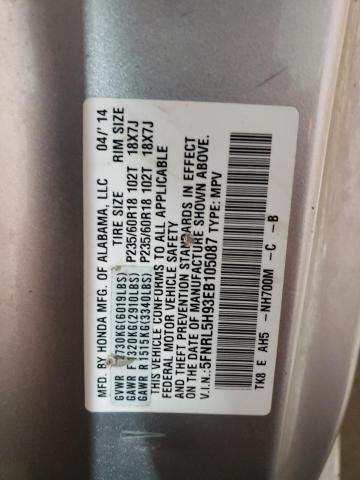 MFD. BY HONDA MFG. OF ALABAMA, LLC 04/'14
TIRE SIZE RIM SIZE
GVWR 2730KG(6019LBS)
GAWR F 1320KG(2910LBS) P235/60R18 102T 18X7J
GAWR R 1515KG(3340LBS) P235/60R18 102T 18X7J
THIS VEHICLE CONFORMS TO ALL APPLICABLE
FEDERAL MOTOR VEHICLE SAFETY
AND THEFT PREVENTION STANDARDS IN EFFECT
ON THE DATE OF MANUFACTURE SHOWN ABOVE.
V.I.N.:5FNRL5H93EB105087 TYPE: MPV
TK8 E AH5 -NH700M -C -B